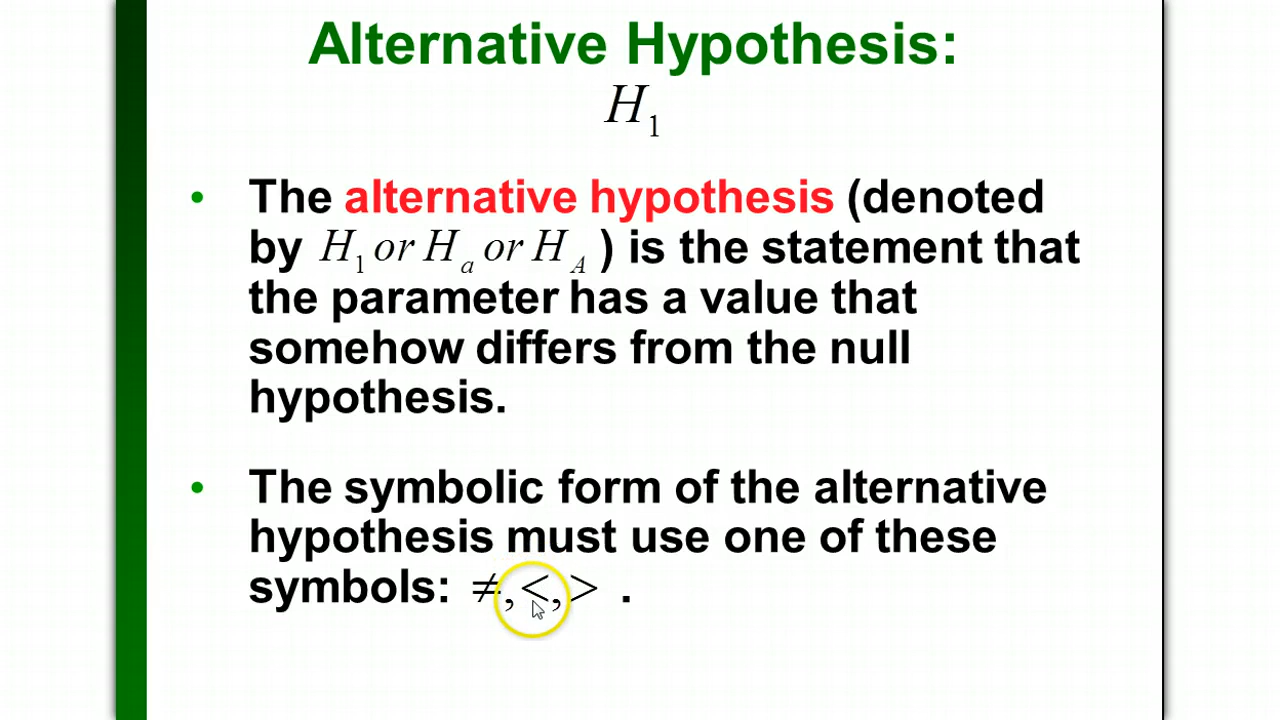 Alternative Hypothesis:
H₁
• The alternative hypothesis (denoted
by H₁ or Hₐ or H_A ) is the statement that
the parameter has a value that
somehow differs from the null
hypothesis.
• The symbolic form of the alternative
hypothesis must use one of these
symbols: ≠, <, > .